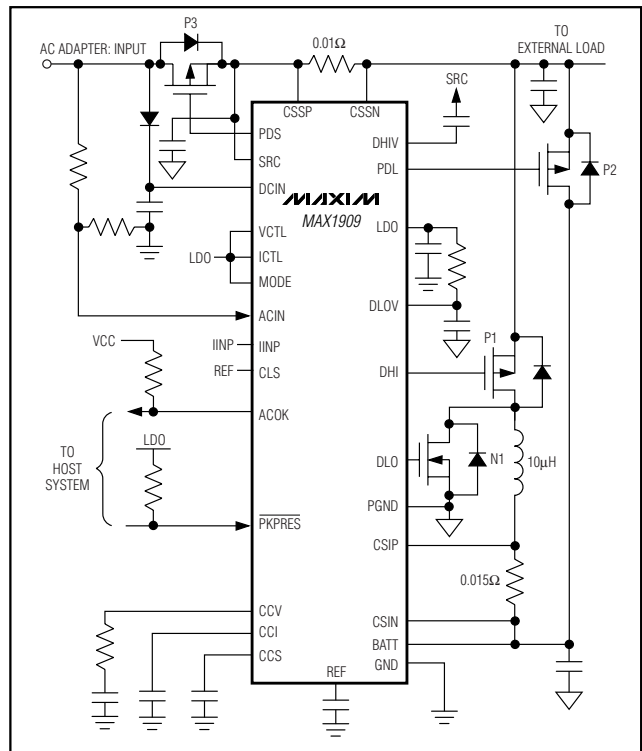 P3
TO
EXTERNAL LOAD
AC ADAPTER: INPUT
0.01Ω
CSSP
CSSN
SRC
PDS
DHIV
SRC
PDL
P2
DCIN
MAXIM
MAX1909
VCTL
LDO
LDO
ICTL
MODE
DLOV
ACIN
P1
VCC
IINP
IINP
DHI
REF
CLS
ACOK
TO
HOST
SYSTEM
LDO
DLO
N1
10µH
PGND
PKPRES
CSIP
0.015Ω
CCV
CSIN
CCI
BATT
CCS
GND
REF